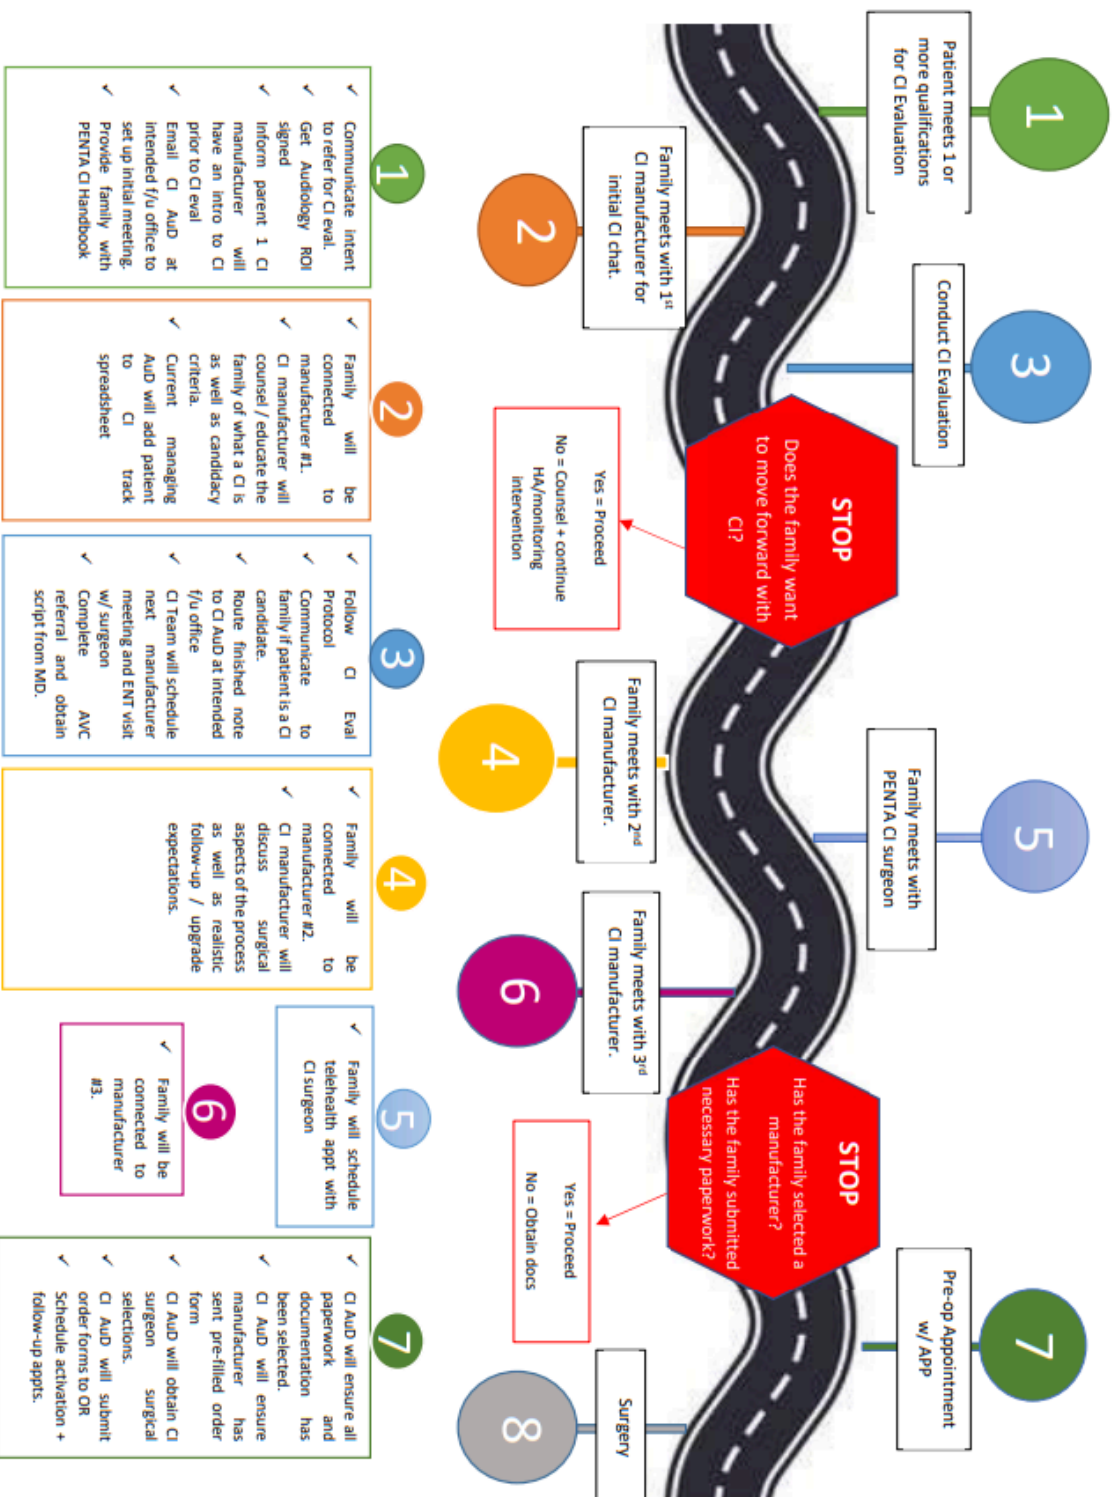 1
Patient meets 1 or
more qualifications
for CI Evaluation
3
Conduct CI Evaluation
5
Family meets with
PENTA CI surgeon
7
Pre-op Appointment
w/ APP
STOP
Does the family want
to move forward with
CI?
STOP
Has the family selected a
manufacturer?
Has the family submitted
necessary paperwork?
Family meets with 1st
CI manufacturer for
initial CI chat.
2
Yes = Proceed
No = Counsel + continue
HA/monitoring
intervention
Family meets with 2nd
CI manufacturer.
4
Family meets with 3rd
CI manufacturer.
6
Yes = Proceed
No = Obtain docs
Surgery
8
1
✓ Communicate intent
to refer for CI eval.
✓ Get Audiology ROI
signed
✓ Inform parent 1 CI
manufacturer will
have an intro to CI
prior to CI eval
✓ Email CI AuD at
intended f/u office to
set up initial meeting.
✓ Provide family with
PENTA CI Handbook
2
✓ Family will be
connected to
manufacturer #1.
✓ CI manufacturer will
counsel / educate the
family of what a CI is
as well as candidacy
criteria.
✓ Current managing
AuD will add patient
to CI track
spreadsheet
3
✓ Follow CI Eval
Protocol
✓ Communicate to
family if patient is a CI
candidate.
✓ Route finished note
to CI AuD at intended
f/u office
✓ CI Team will schedule
next manufacturer
meeting and ENT visit
w/ surgeon
✓ Complete AVC
referral and obtain
script from MD.
4
✓ Family will be
connected to
manufacturer #2.
✓ CI manufacturer will
discuss surgical
aspects of the process
as well as realistic
follow-up / upgrade
expectations.
5
✓ Family will schedule
telehealth appt with
CI surgeon
6
✓ Family will be
connected to
manufacturer
#3.
7
✓ CI AuD will ensure all
paperwork and
documentation has
been selected.
✓ CI AuD will ensure
manufacturer has
sent pre-filled order
form
✓ CI AuD will obtain CI
surgeon surgical
selections.
✓ CI AuD will submit
order forms to OR
✓ Schedule activation +
follow-up appts.